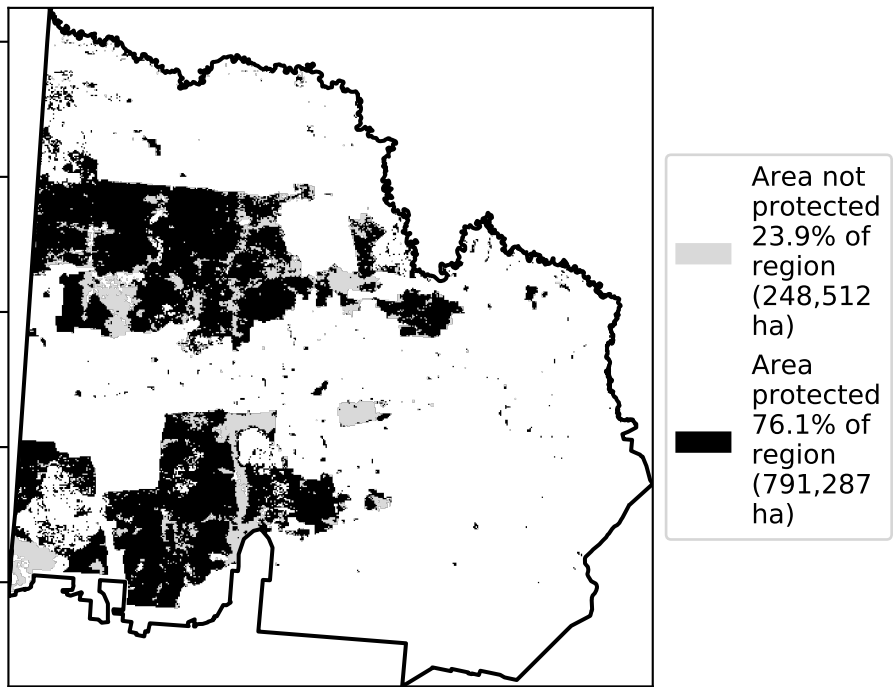 Area not
protected
23.9% of
region
(248,512
ha)
Area
protected
76.1% of
region
(791,287
ha)